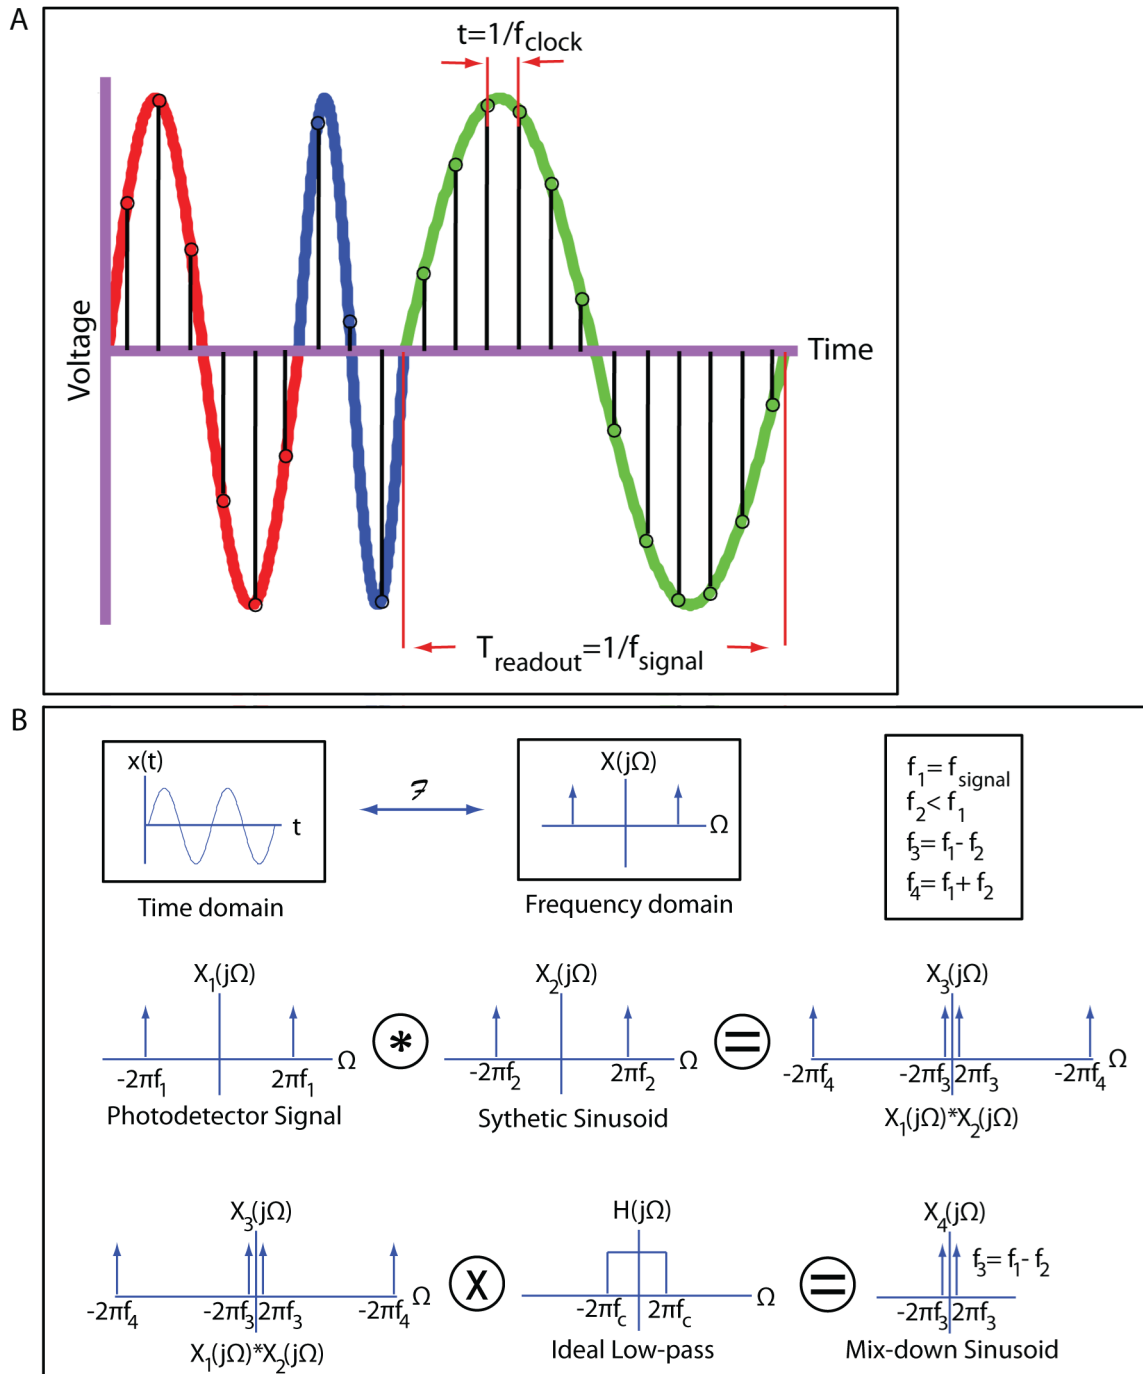 A
t=1/fclock
Voltage
Time
Treadout=1/fsignal
B
x(t)
t
Time domain
ℱ
X(jΩ)
Ω
Frequency domain
f1= fsignal
f2< f1
f3= f1- f2
f4= f1+ f2
X1(jΩ)
Ω
-2πf1
2πf1
Photodetector Signal
*
X2(jΩ)
Ω
-2πf2
2πf2
Sythetic Sinusoid
=
X3(jΩ)
Ω
-2πf4
-2πf3
2πf3
-2πf4
X1(jΩ)*X2(jΩ)
X3(jΩ)
Ω
-2πf4
-2πf3
2πf3
-2πf4
X1(jΩ)*X2(jΩ)
X
H(jΩ)
Ω
-2πfc
2πfc
Ideal Low-pass
=
X4(jΩ)
f3= f1- f2
-2πf3
2πf3
Mix-down Sinusoid